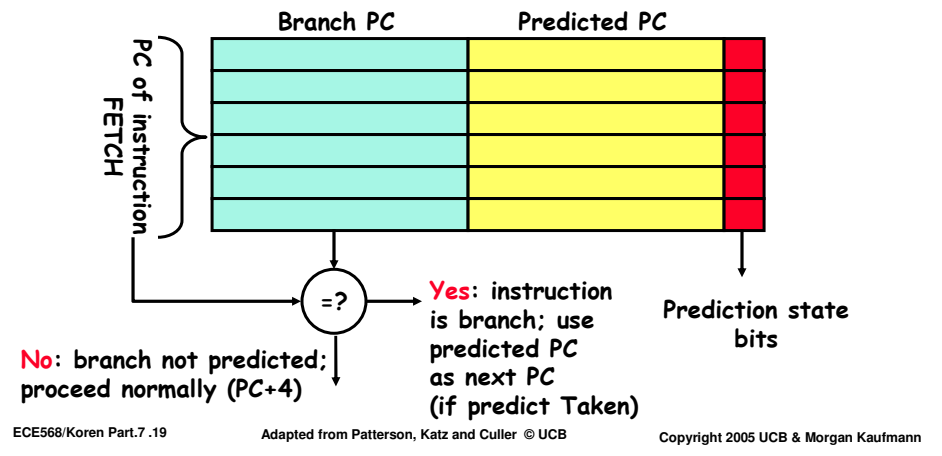 Branch PC
Predicted PC
PC of instruction
FETCH
=?
Yes: instruction
is branch; use
predicted PC
as next PC
(if predict Taken)
Prediction state
bits
No: branch not predicted;
proceed normally (PC+4)
ECE568/Koren Part.7 .19
Adapted from Patterson, Katz and Culler © UCB
Copyright 2005 UCB & Morgan Kaufmann